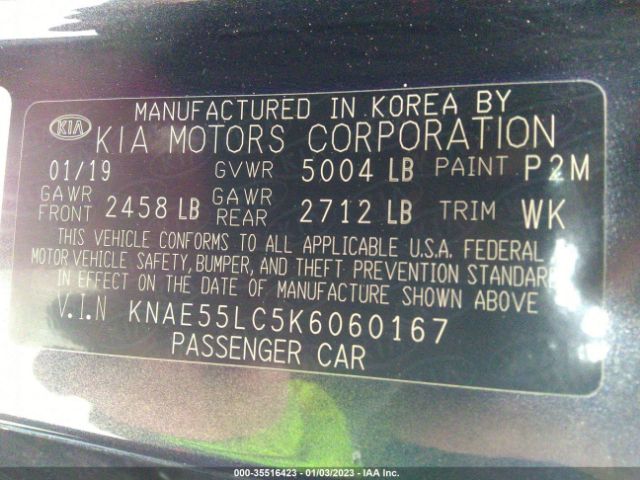 MANUFACTURED IN KOREA BY
KIA KIA MOTORS CORPORATION
01/19 GVWR 5004 LB PAINT P2M
GAWR FRONT 2458 LB GAWR REAR 2712 LB TRIM WK
THIS VEHICLE CONFORMS TO ALL APPLICABLE U.S.A. FEDERAL
MOTOR VEHICLE SAFETY, BUMPER, AND THEFT PREVENTION STANDARD
IN EFFECT ON THE DATE OF MANUFACTURE SHOWN ABOVE
V.I.N KNAE55LC5K6060167
PASSENGER CAR
000-35516423 - 01/03/2023 - IAA Inc.